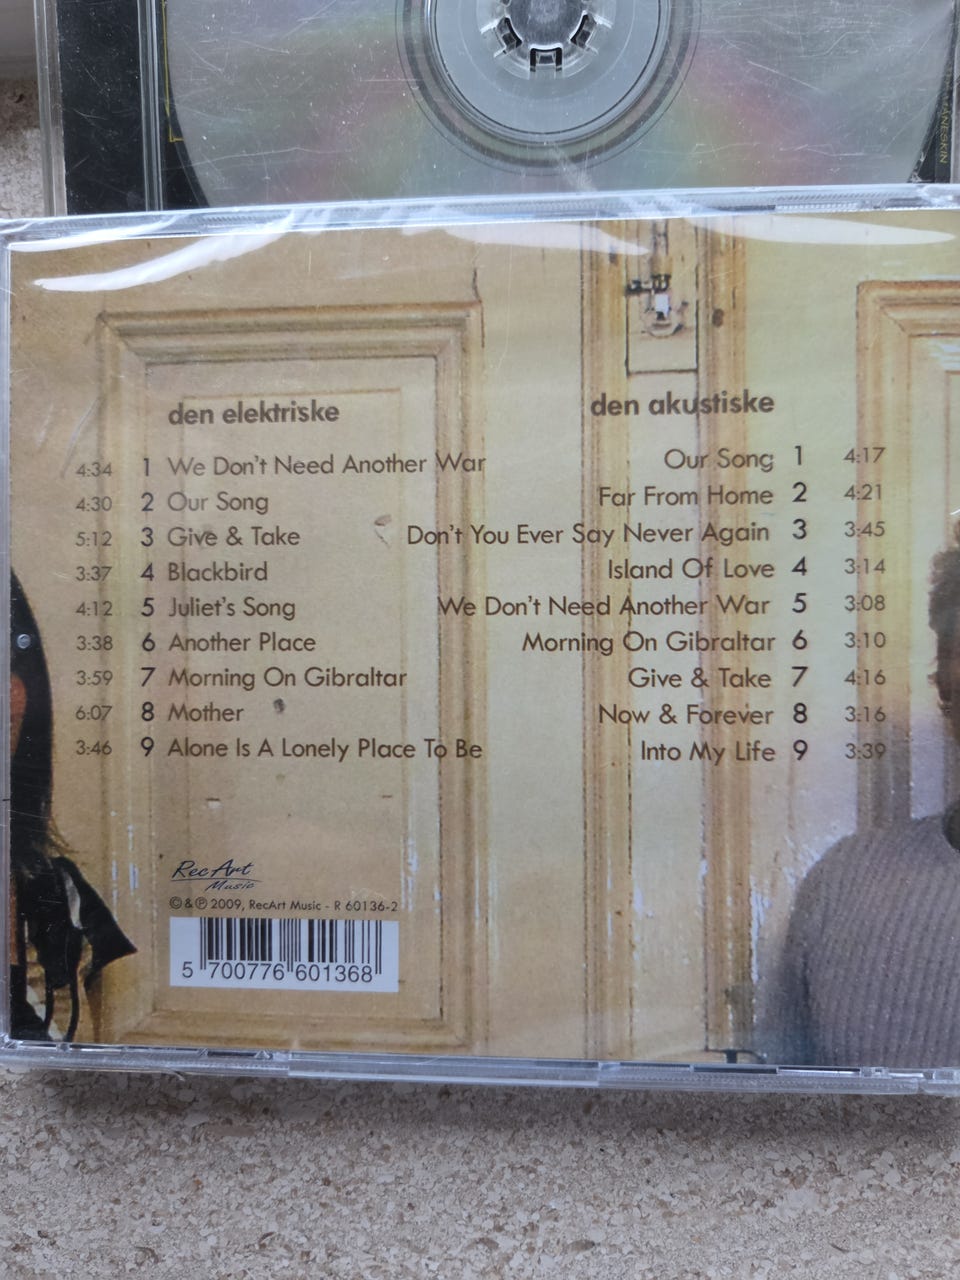 MÅNESKIN
den elektriske
4:34 1 We Don't Need Another War
4:30 2 Our Song
5:12 3 Give & Take
3:37 4 Blackbird
4:12 5 Juliet's Song
3:38 6 Another Place
3:59 7 Morning On Gibraltar
6:07 8 Mother
3:46 9 Alone Is A Lonely Place To Be
den akustiske
Our Song 1 4:17
Far From Home 2 4:21
Don't You Ever Say Never Again 3 3:45
Island Of Love 4 3:14
We Don't Need Another War 5 3:08
Morning On Gibraltar 6 3:10
Give & Take 7 4:16
Now & Forever 8 3:16
Into My Life 9 3:39
RecArt
Music
©&℗ 2009, RecArt Music - R 60136-2
5 700776 601368